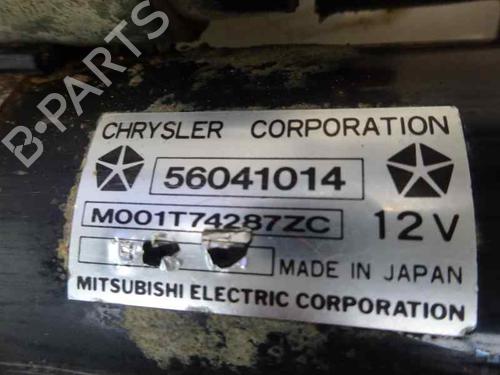 B-PARTS
CHRYSLER CORPORATION
56041014
M001T74287ZC 12V
MADE IN JAPAN
MITSUBISHI ELECTRIC CORPORATION